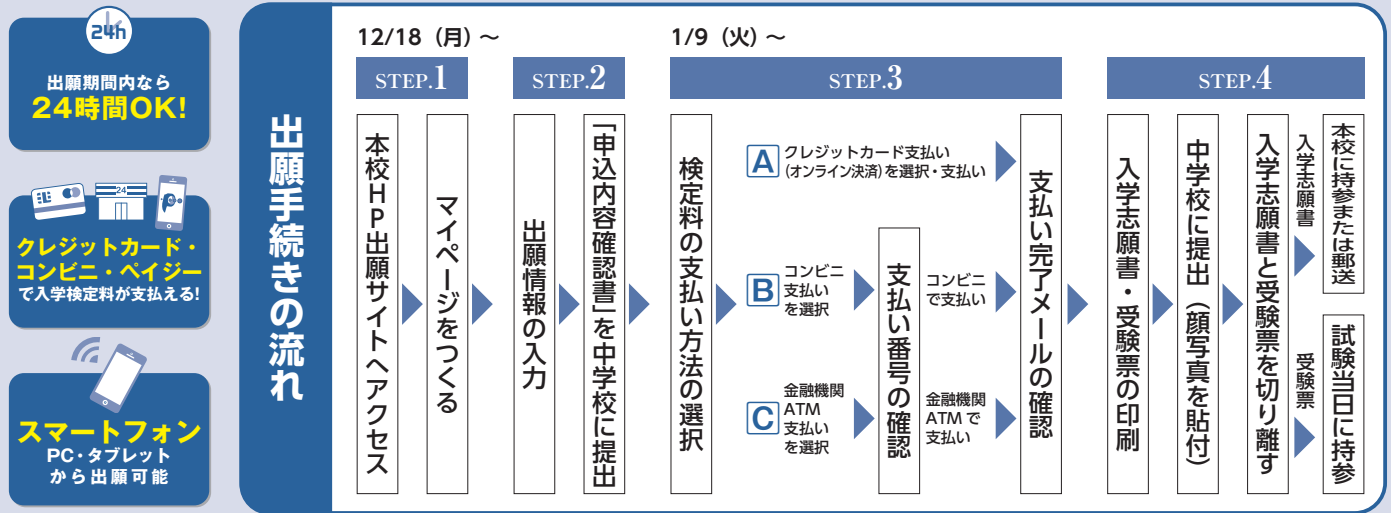 24h
出願期間内なら
24時間OK!
24
クレジットカード・
コンビニ・ペイジー
で入学検定料が支払える!
スマートフォン
PC・タブレット
から出願可能
出願手続きの流れ
12/18（月）～
STEP.1
本校HP出願サイトへアクセス
マイページをつくる
STEP.2
出願情報の入力
「申込内容確認書」を中学校に提出
1/9（火）～
STEP.3
検定料の支払い方法の選択
A
クレジットカード支払い
(オンライン決済)を選択・支払い
B
コンビニ
支払い
を選択
C
金融機関
ATM
支払い
を選択
支払い番号の確認
コンビニ
で支払い
金融機関
ATMで
支払い
支払い完了メールの確認
STEP.4
入学志願書・受験票の印刷
中学校に提出（顔写真を貼付）
入学志願書と受験票を切り離す
入学志願書
本校に持参または郵送
受験票
試験当日に持参